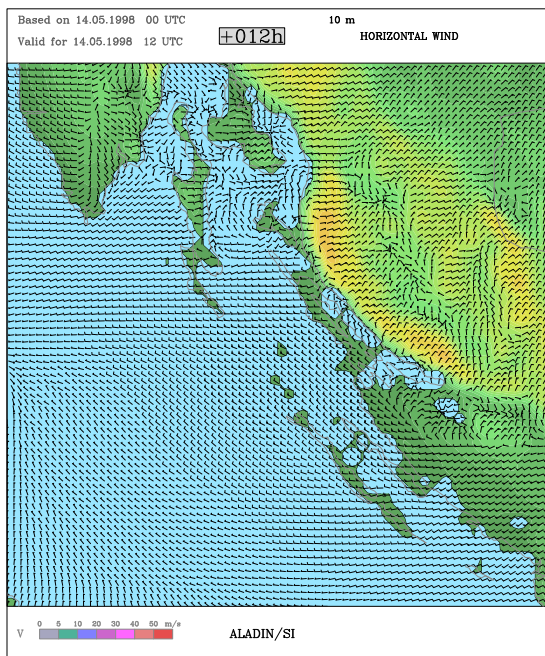 Based on 14.05.1998 00 UTC
Valid for 14.05.1998 12 UTC
+012h
10 m
HORIZONTAL WIND
V
0 5 10 20 30 40 50 m/s
ALADIN/SI